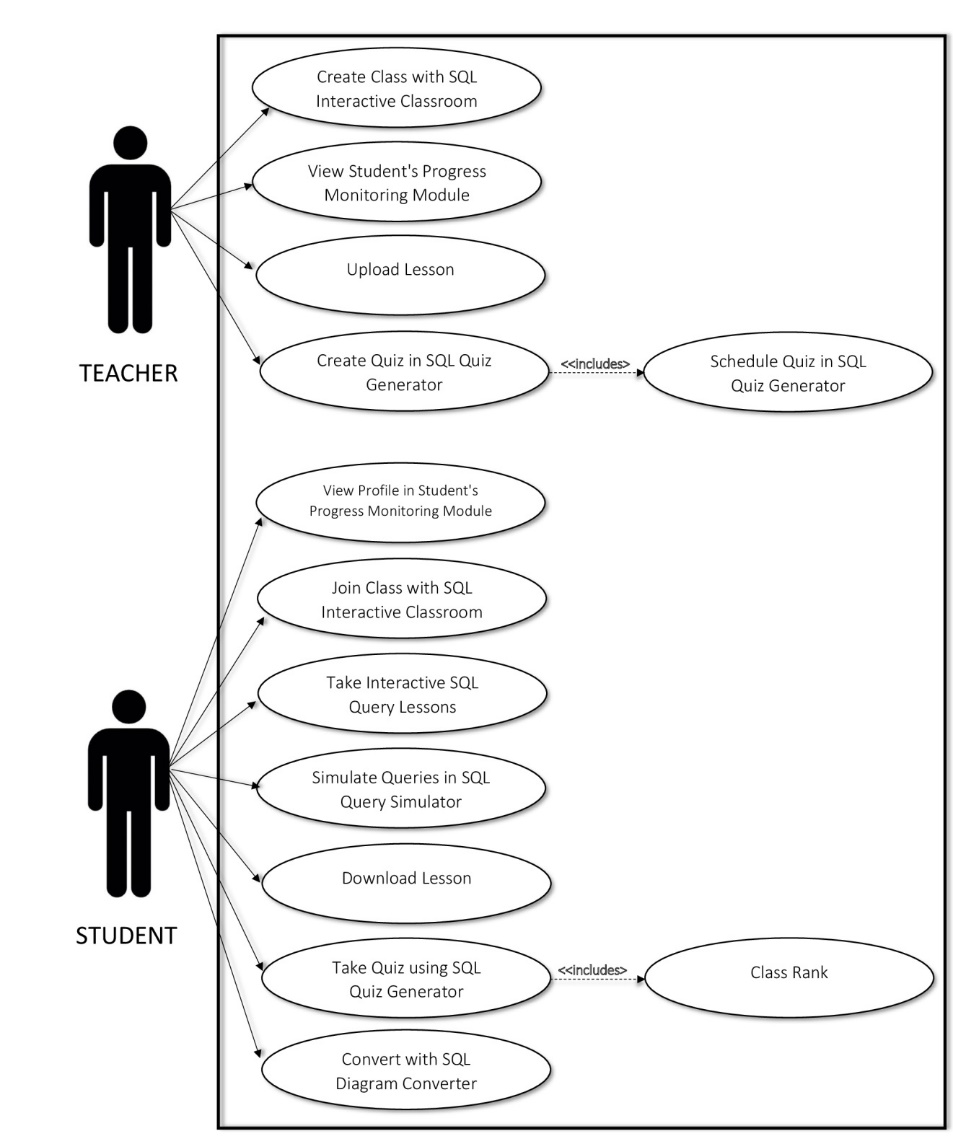 Create Class with SQL
Interactive Classroom
View Student's Progress
Monitoring Module
Upload Lesson
TEACHER
Create Quiz in SQL Quiz
Generator
<<includes>
Schedule Quiz in SQL
Quiz Generator
View Profile in Student's
Progress Monitoring Module
Join Class with SQL
Interactive Classroom
Take Interactive SQL
Query Lessons
Simulate Queries in SQL
Query Simulator
Download Lesson
STUDENT
Take Quiz using SQL
Quiz Generator
<<includes>
Class Rank
Convert with SQL
Diagram Converter